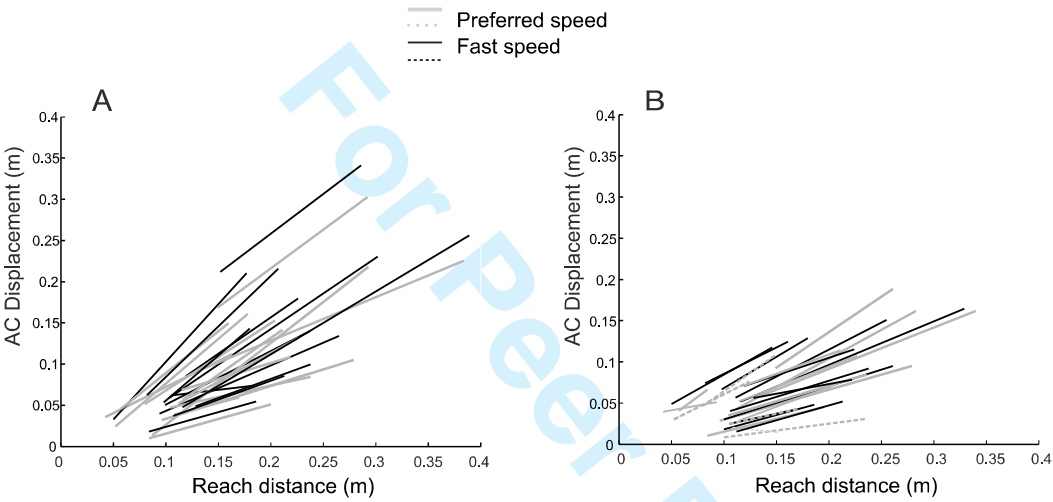 Preferred speed
Fast speed
A
B
0.4
0.35
0.3
0.25
0.2
0.15
0.1
0.05
0
AC Displacement (m)
0 0.05 0.1 0.15 0.2 0.25 0.3 0.35 0.4
Reach distance (m)
0.4
0.35
0.3
0.25
0.2
0.15
0.1
0.05
0
AC Displacement (m)
0 0.05 0.1 0.15 0.2 0.25 0.3 0.35 0.4
Reach distance (m)
For Peer